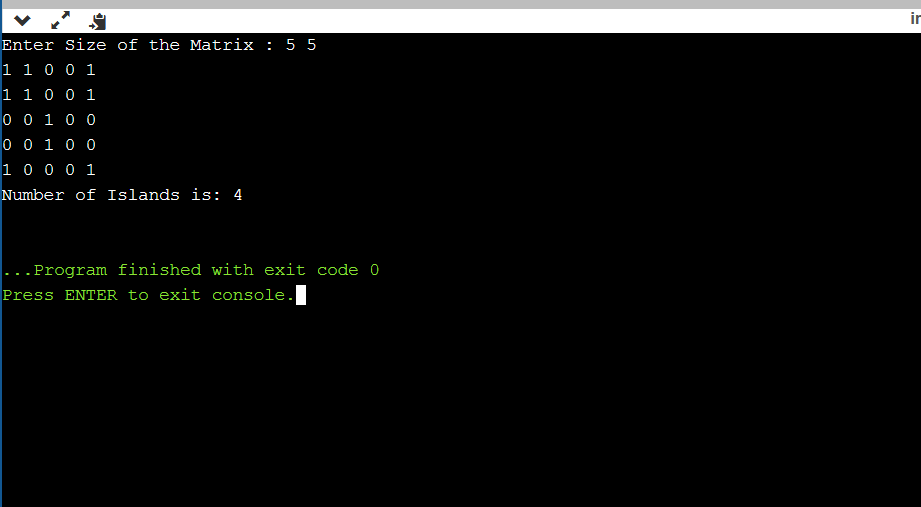 Enter Size of the Matrix : 5 5
1 1 0 0 1
1 1 0 0 1
0 0 1 0 0
0 0 1 0 0
1 0 0 0 1
Number of Islands is: 4
...Program finished with exit code 0
Press ENTER to exit console.